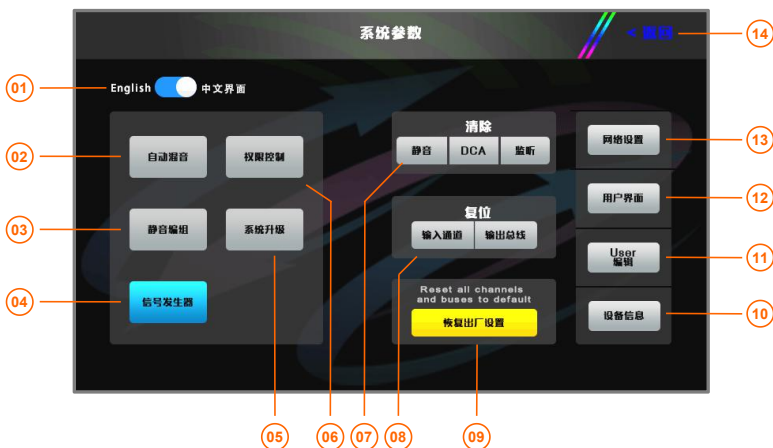 系统参数
< 返回
14
01
English 中文界面
清除
静音 DCA 监听
网络设置
13
02
自动混音 权限控制
用户界面
12
03
静音编组 系统升级
复位
输入通道 输出总线
User
编辑
11
04
信号发生器
Reset all channels
and buses to default
恢复出厂设置
设备信息
10
05 06 07 08 09